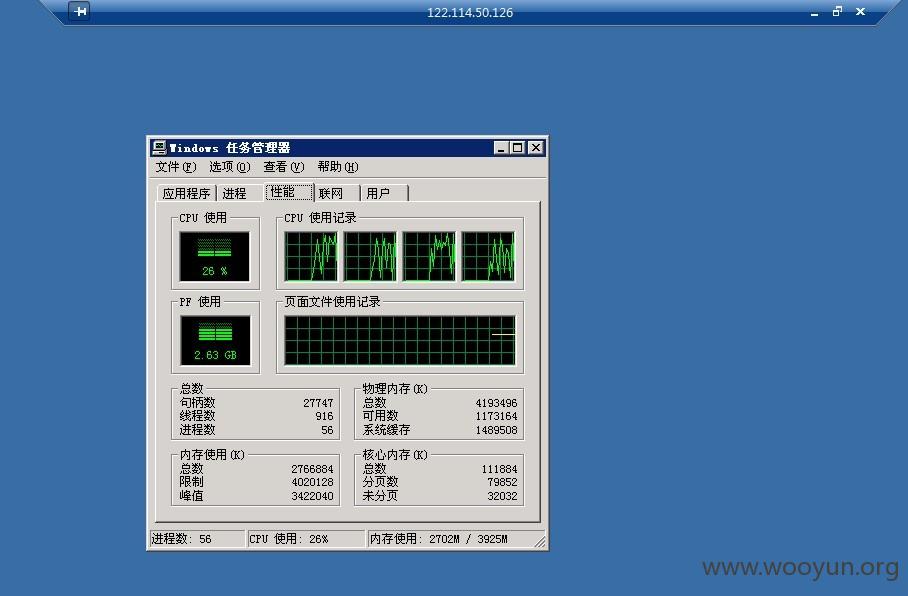 122.114.50.126
Windows 任务管理器
文件(F) 选项(O) 查看(V) 帮助(H)
应用程序 进程 性能 联网 用户
CPU 使用 CPU 使用记录
26 %
PF 使用 页面文件使用记录
2.63 GB
总数 物理内存(K)
句柄数 27747 总数 4193496
线程数 916 可用数 1173164
进程数 56 系统缓存 1489508
内存使用(K) 核心内存(K)
总数 2766884 总数 111884
限制 4020128 分页数 79852
峰值 3422040 未分页 32032
进程数: 56 CPU 使用: 26% 内存使用: 2702M / 3925M
www.wooyun.org